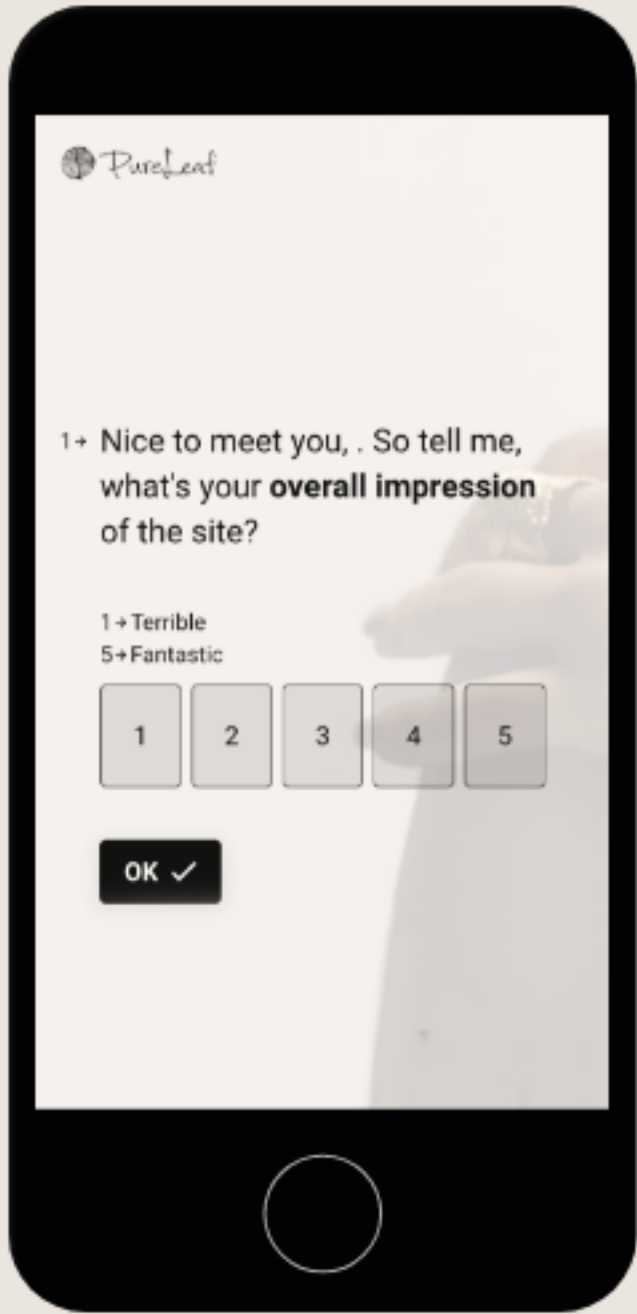 PureLeaf
1→ Nice to meet you, . So tell me,
what's your overall impression
of the site?
1→Terrible
5→Fantastic
1 2 3 4 5
OK ✓